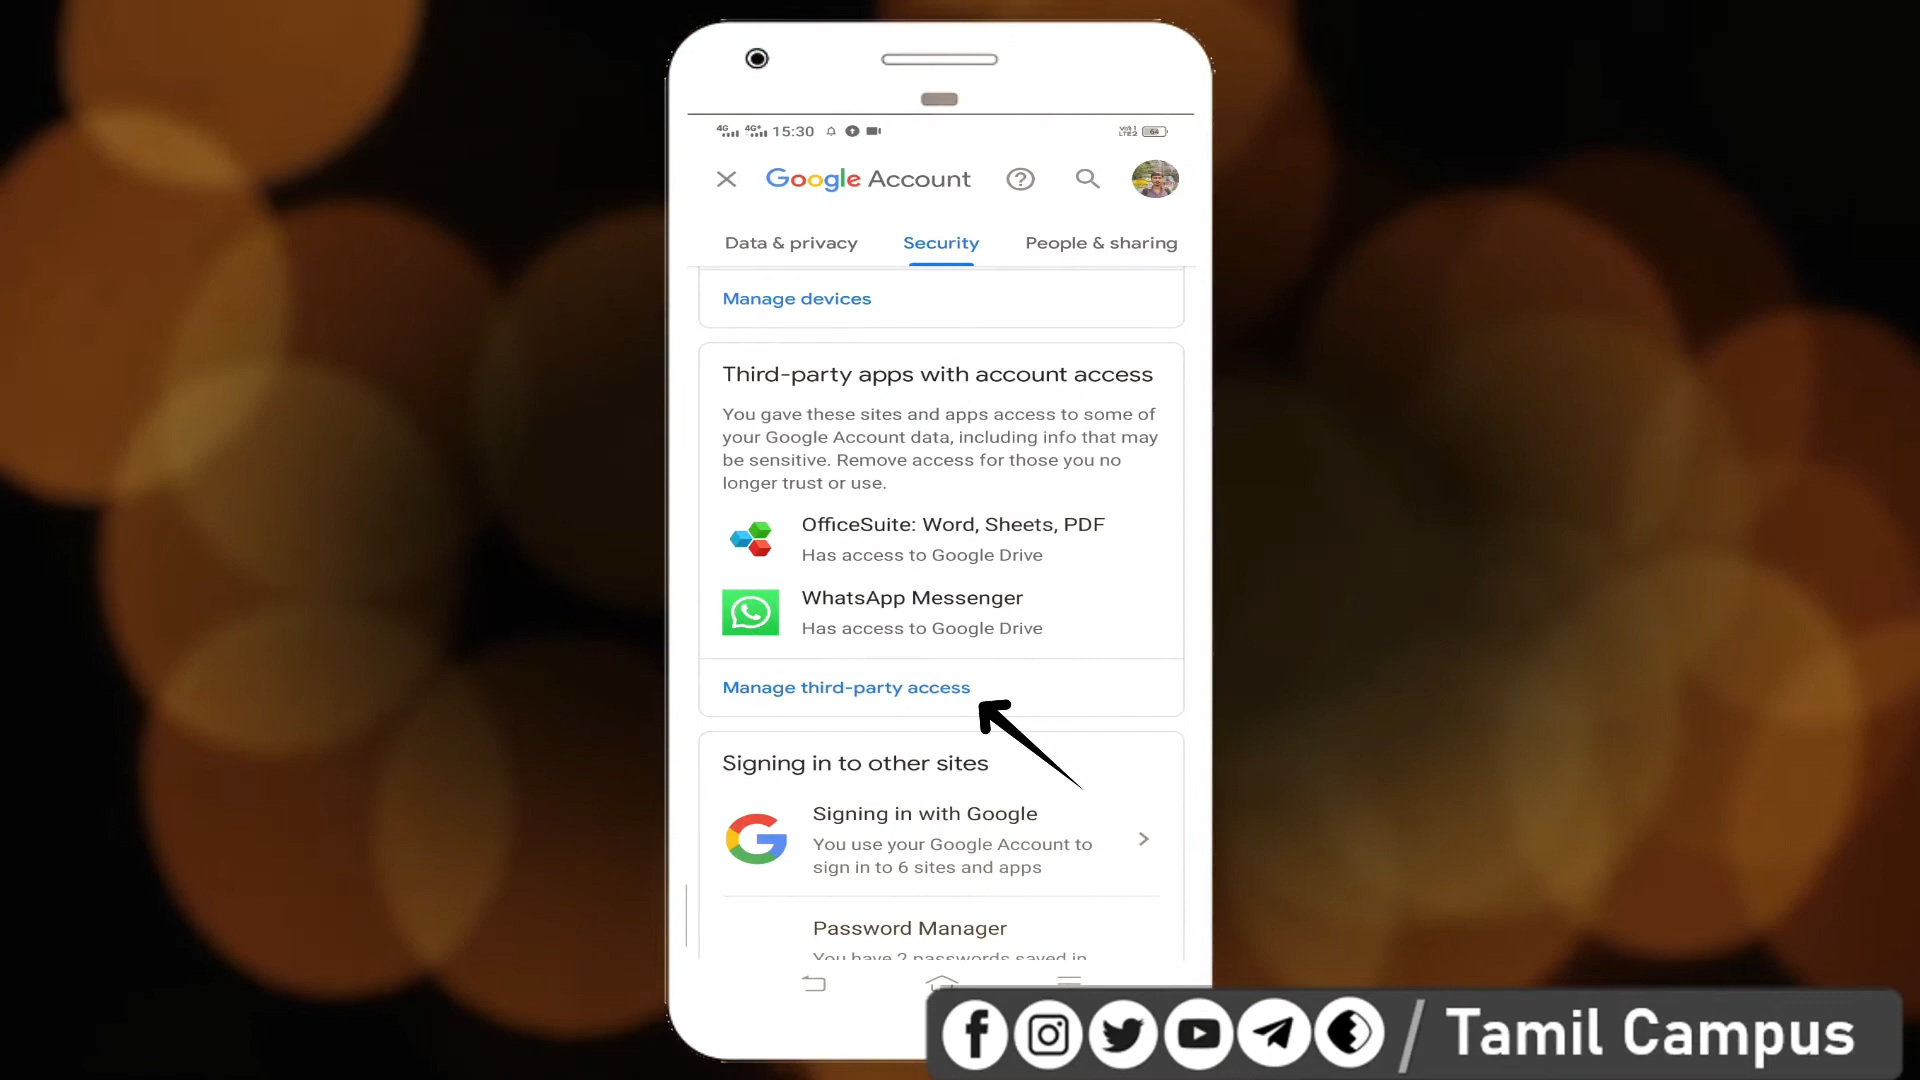 4G 4G+ 15:30 64
Google Account
Data & privacy Security People & sharing
Manage devices
Third-party apps with account access
You gave these sites and apps access to some of
your Google Account data, including info that may
be sensitive. Remove access for those you no
longer trust or use.
OfficeSuite: Word, Sheets, PDF
Has access to Google Drive
WhatsApp Messenger
Has access to Google Drive
Manage third-party access
Signing in to other sites
Signing in with Google
You use your Google Account to
sign in to 6 sites and apps
Password Manager
You have 2 passwords saved in
/ Tamil Campus